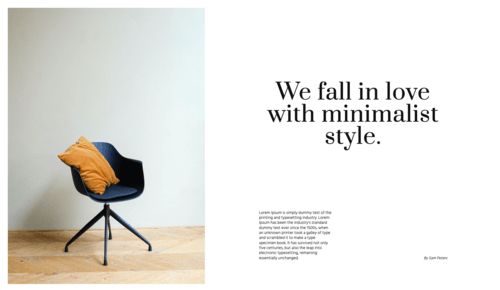 We fall in love
with minimalist
style.
Lorem Ipsum is simply dummy text of the
printing and typesetting industry. Lorem
Ipsum has been the industry's standard
dummy text ever since the 1500s, when
an unknown printer took a galley of type
and scrambled it to make a type
specimen book. It has survived not only
five centuries, but also the leap into
electronic typesetting, remaining
essentially unchanged.
By Sam Peters